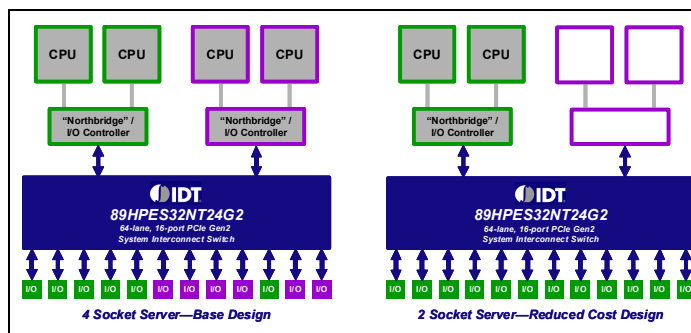 CPU
CPU
CPU
CPU
"Northbridge" /
I/O Controller
"Northbridge" /
I/O Controller
IDT
89HPES32NT24G2
64-lane, 16-port PCIe Gen2
System Interconnect Switch
I/O I/O I/O I/O I/O I/O I/O I/O I/O I/O I/O I/O
4 Socket Server—Base Design
CPU
CPU
"Northbridge" /
I/O Controller
IDT
89HPES32NT24G2
64-lane, 16-port PCIe Gen2
System Interconnect Switch
I/O I/O I/O I/O I/O I/O I/O I/O I/O I/O I/O I/O
2 Socket Server—Reduced Cost Design